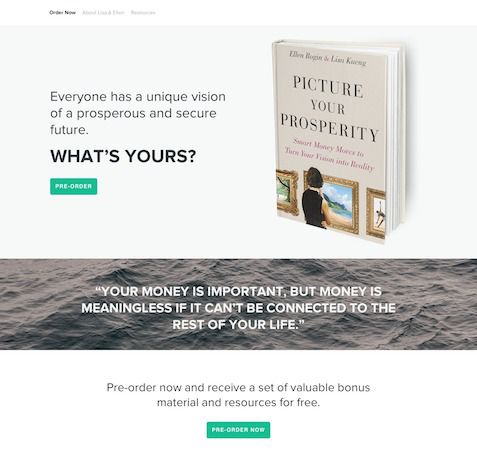 Order Now About Lisa & Ellen Resources
Everyone has a unique vision
of a prosperous and secure
future.
WHAT'S YOURS?
PRE-ORDER
Ellen Rogin & Lisa Kueng
PICTURE
YOUR
PROSPERITY
Smart Money Moves to
Turn Your Vision into Reality
“YOUR MONEY IS IMPORTANT, BUT MONEY IS
MEANINGLESS IF IT CAN'T BE CONNECTED TO THE
REST OF YOUR LIFE.”
Pre-order now and receive a set of valuable bonus
material and resources for free.
PRE-ORDER NOW